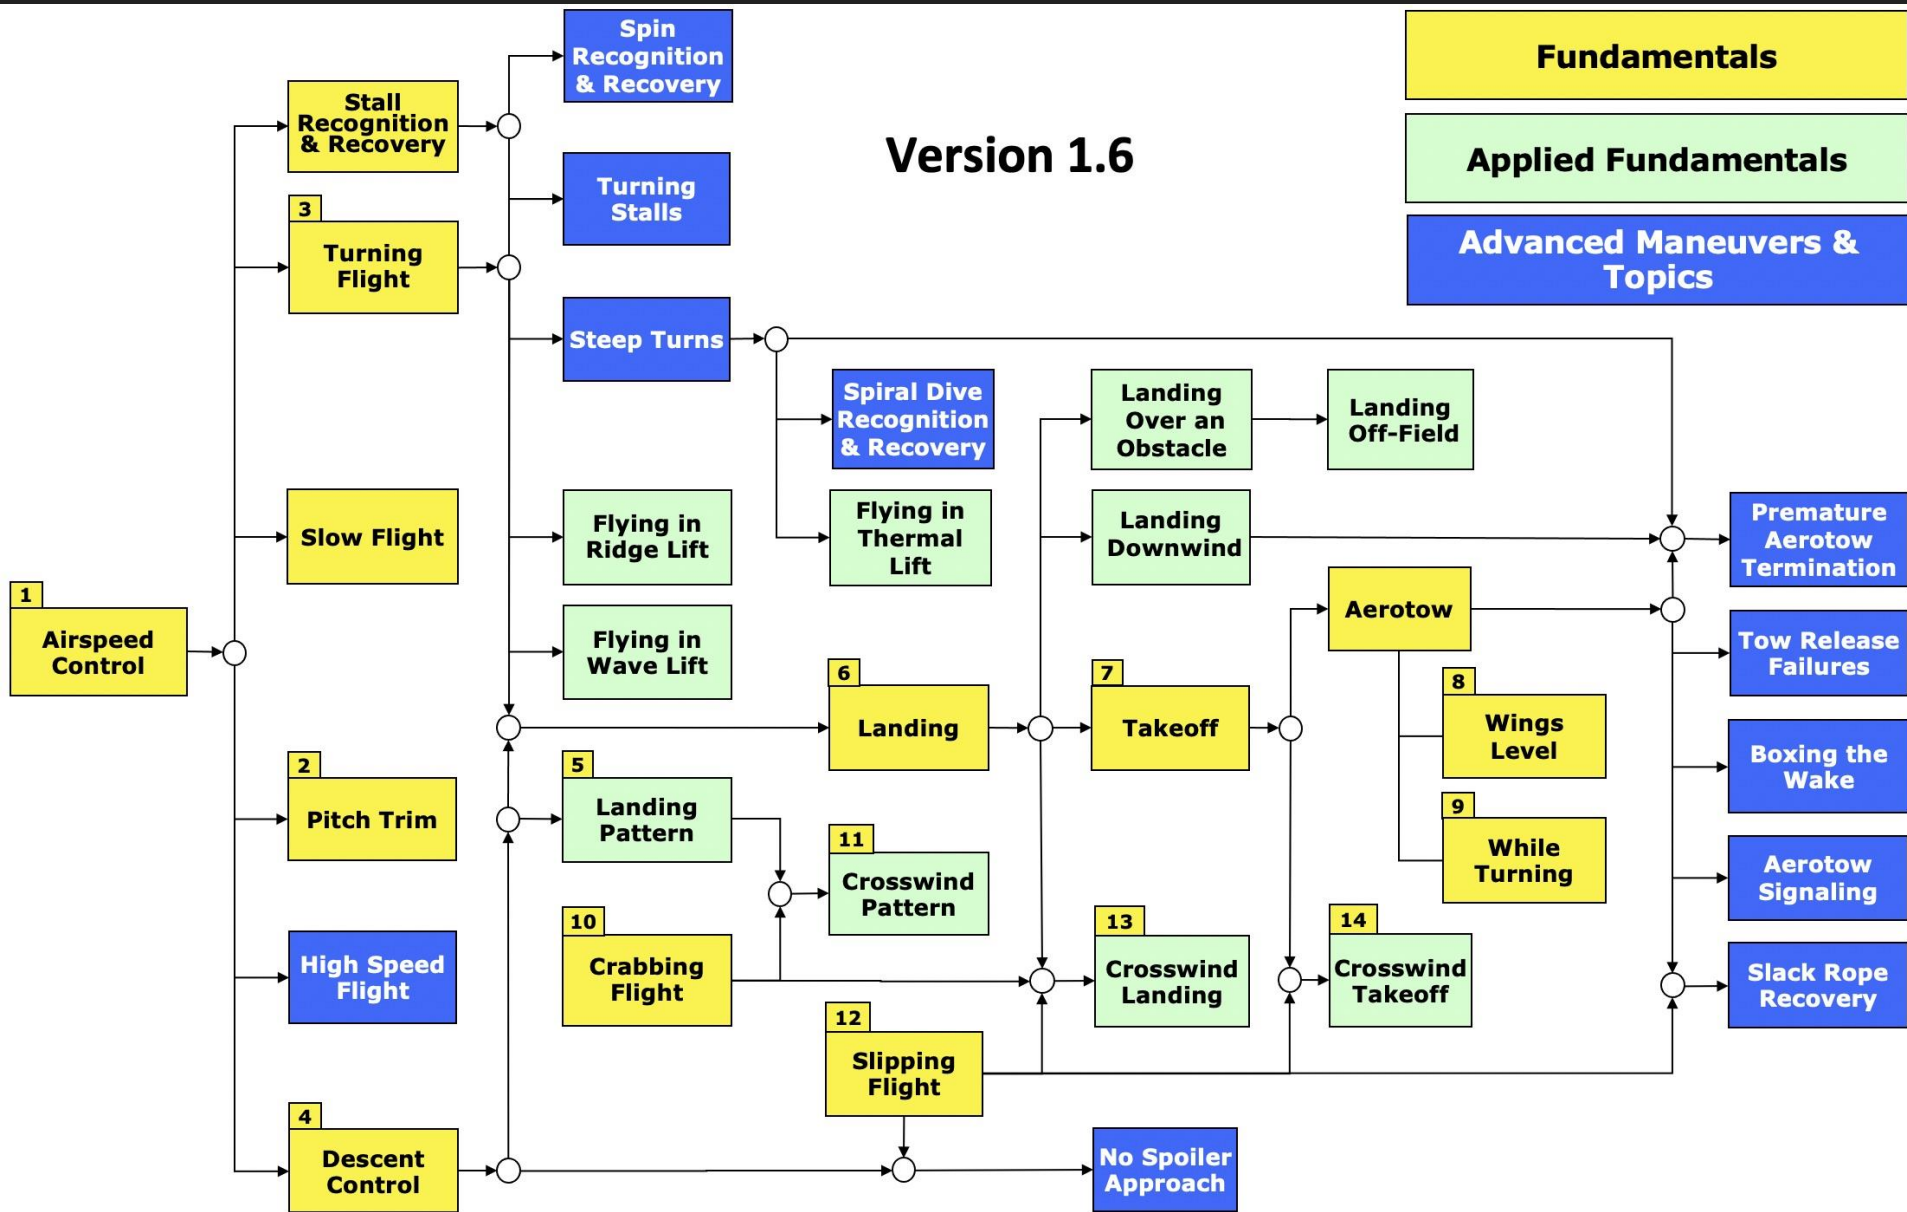 Spin
Recognition
& Recovery
Fundamentals
Stall
Recognition
& Recovery
Applied Fundamentals
Version 1.6
Turning
Stalls
3
Turning
Flight
Advanced Maneuvers &
Topics
Steep Turns
Spiral Dive
Recognition
& Recovery
Landing
Over an
Obstacle
Landing
Off-Field
Slow Flight
Flying in
Ridge Lift
Flying in
Thermal
Lift
Landing
Downwind
Premature
Aerotow
Termination
1
Airspeed
Control
Flying in
Wave Lift
Aerotow
Tow Release
Failures
6
Landing
7
Takeoff
8
Wings
Level
Boxing the
Wake
2
Pitch Trim
5
Landing
Pattern
11
Crosswind
Pattern
9
While
Turning
Aerotow
Signaling
High Speed
Flight
10
Crabbing
Flight
13
Crosswind
Landing
14
Crosswind
Takeoff
Slack Rope
Recovery
12
Slipping
Flight
4
Descent
Control
No Spoiler
Approach